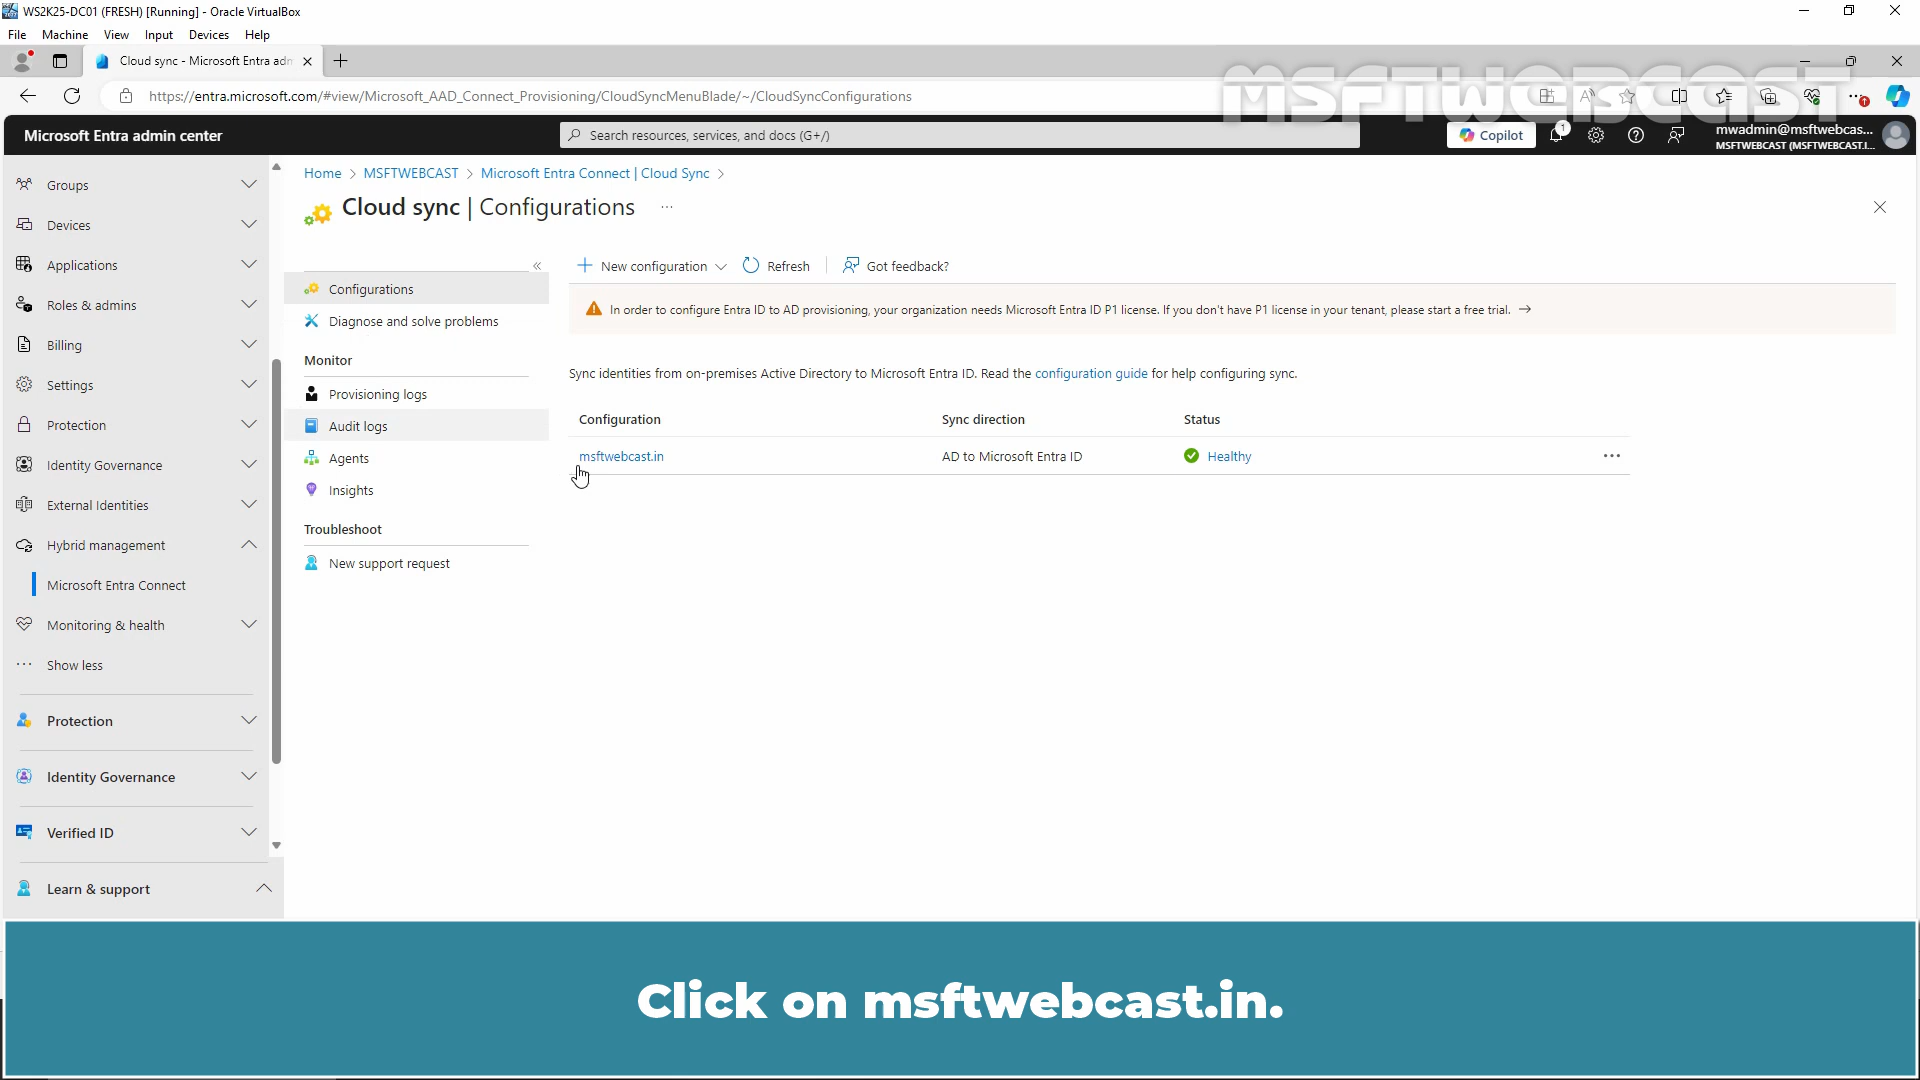 WS2K25-DC01 (FRESH) [Running] - Oracle VirtualBox
File Machine View Input Devices Help
Cloud sync - Microsoft Entra adm
https://entra.microsoft.com/#view/Microsoft_AAD_Connect_Provisioning/CloudSyncMenuBlade/~/CloudSyncConfigurations
MSFTWEBCAST
Microsoft Entra admin center
Search resources, services, and docs (G+/)
Copilot
1
mwadmin@msftwebcas...
MSFTWEBCAST (MSFTWEBCAST.I...
Groups
Devices
Applications
Roles & admins
Billing
Settings
Protection
Identity Governance
External Identities
Hybrid management
Microsoft Entra Connect
Monitoring & health
Show less
Protection
Identity Governance
Verified ID
Learn & support
Home > MSFTWEBCAST > Microsoft Entra Connect | Cloud Sync >
Cloud sync | Configurations ...
Configurations
Diagnose and solve problems
Monitor
Provisioning logs
Audit logs
Agents
Insights
Troubleshoot
New support request
New configuration Refresh Got feedback?
In order to configure Entra ID to AD provisioning, your organization needs Microsoft Entra ID P1 license. If you don't have P1 license in your tenant, please start a free trial. →
Sync identities from on-premises Active Directory to Microsoft Entra ID. Read the configuration guide for help configuring sync.
Configuration Sync direction Status
msftwebcast.in AD to Microsoft Entra ID Healthy
Click on msftwebcast.in.